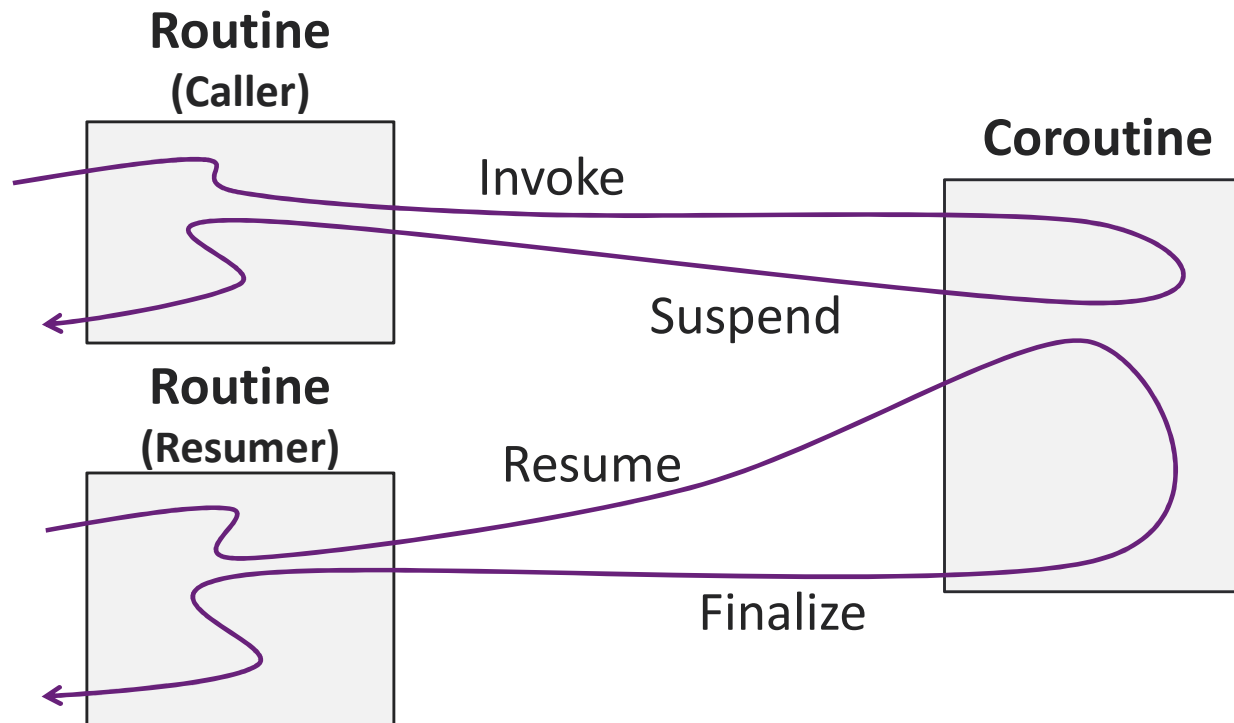 Routine
(Caller)
Coroutine
Invoke
Suspend
Routine
(Resumer)
Resume
Finalize